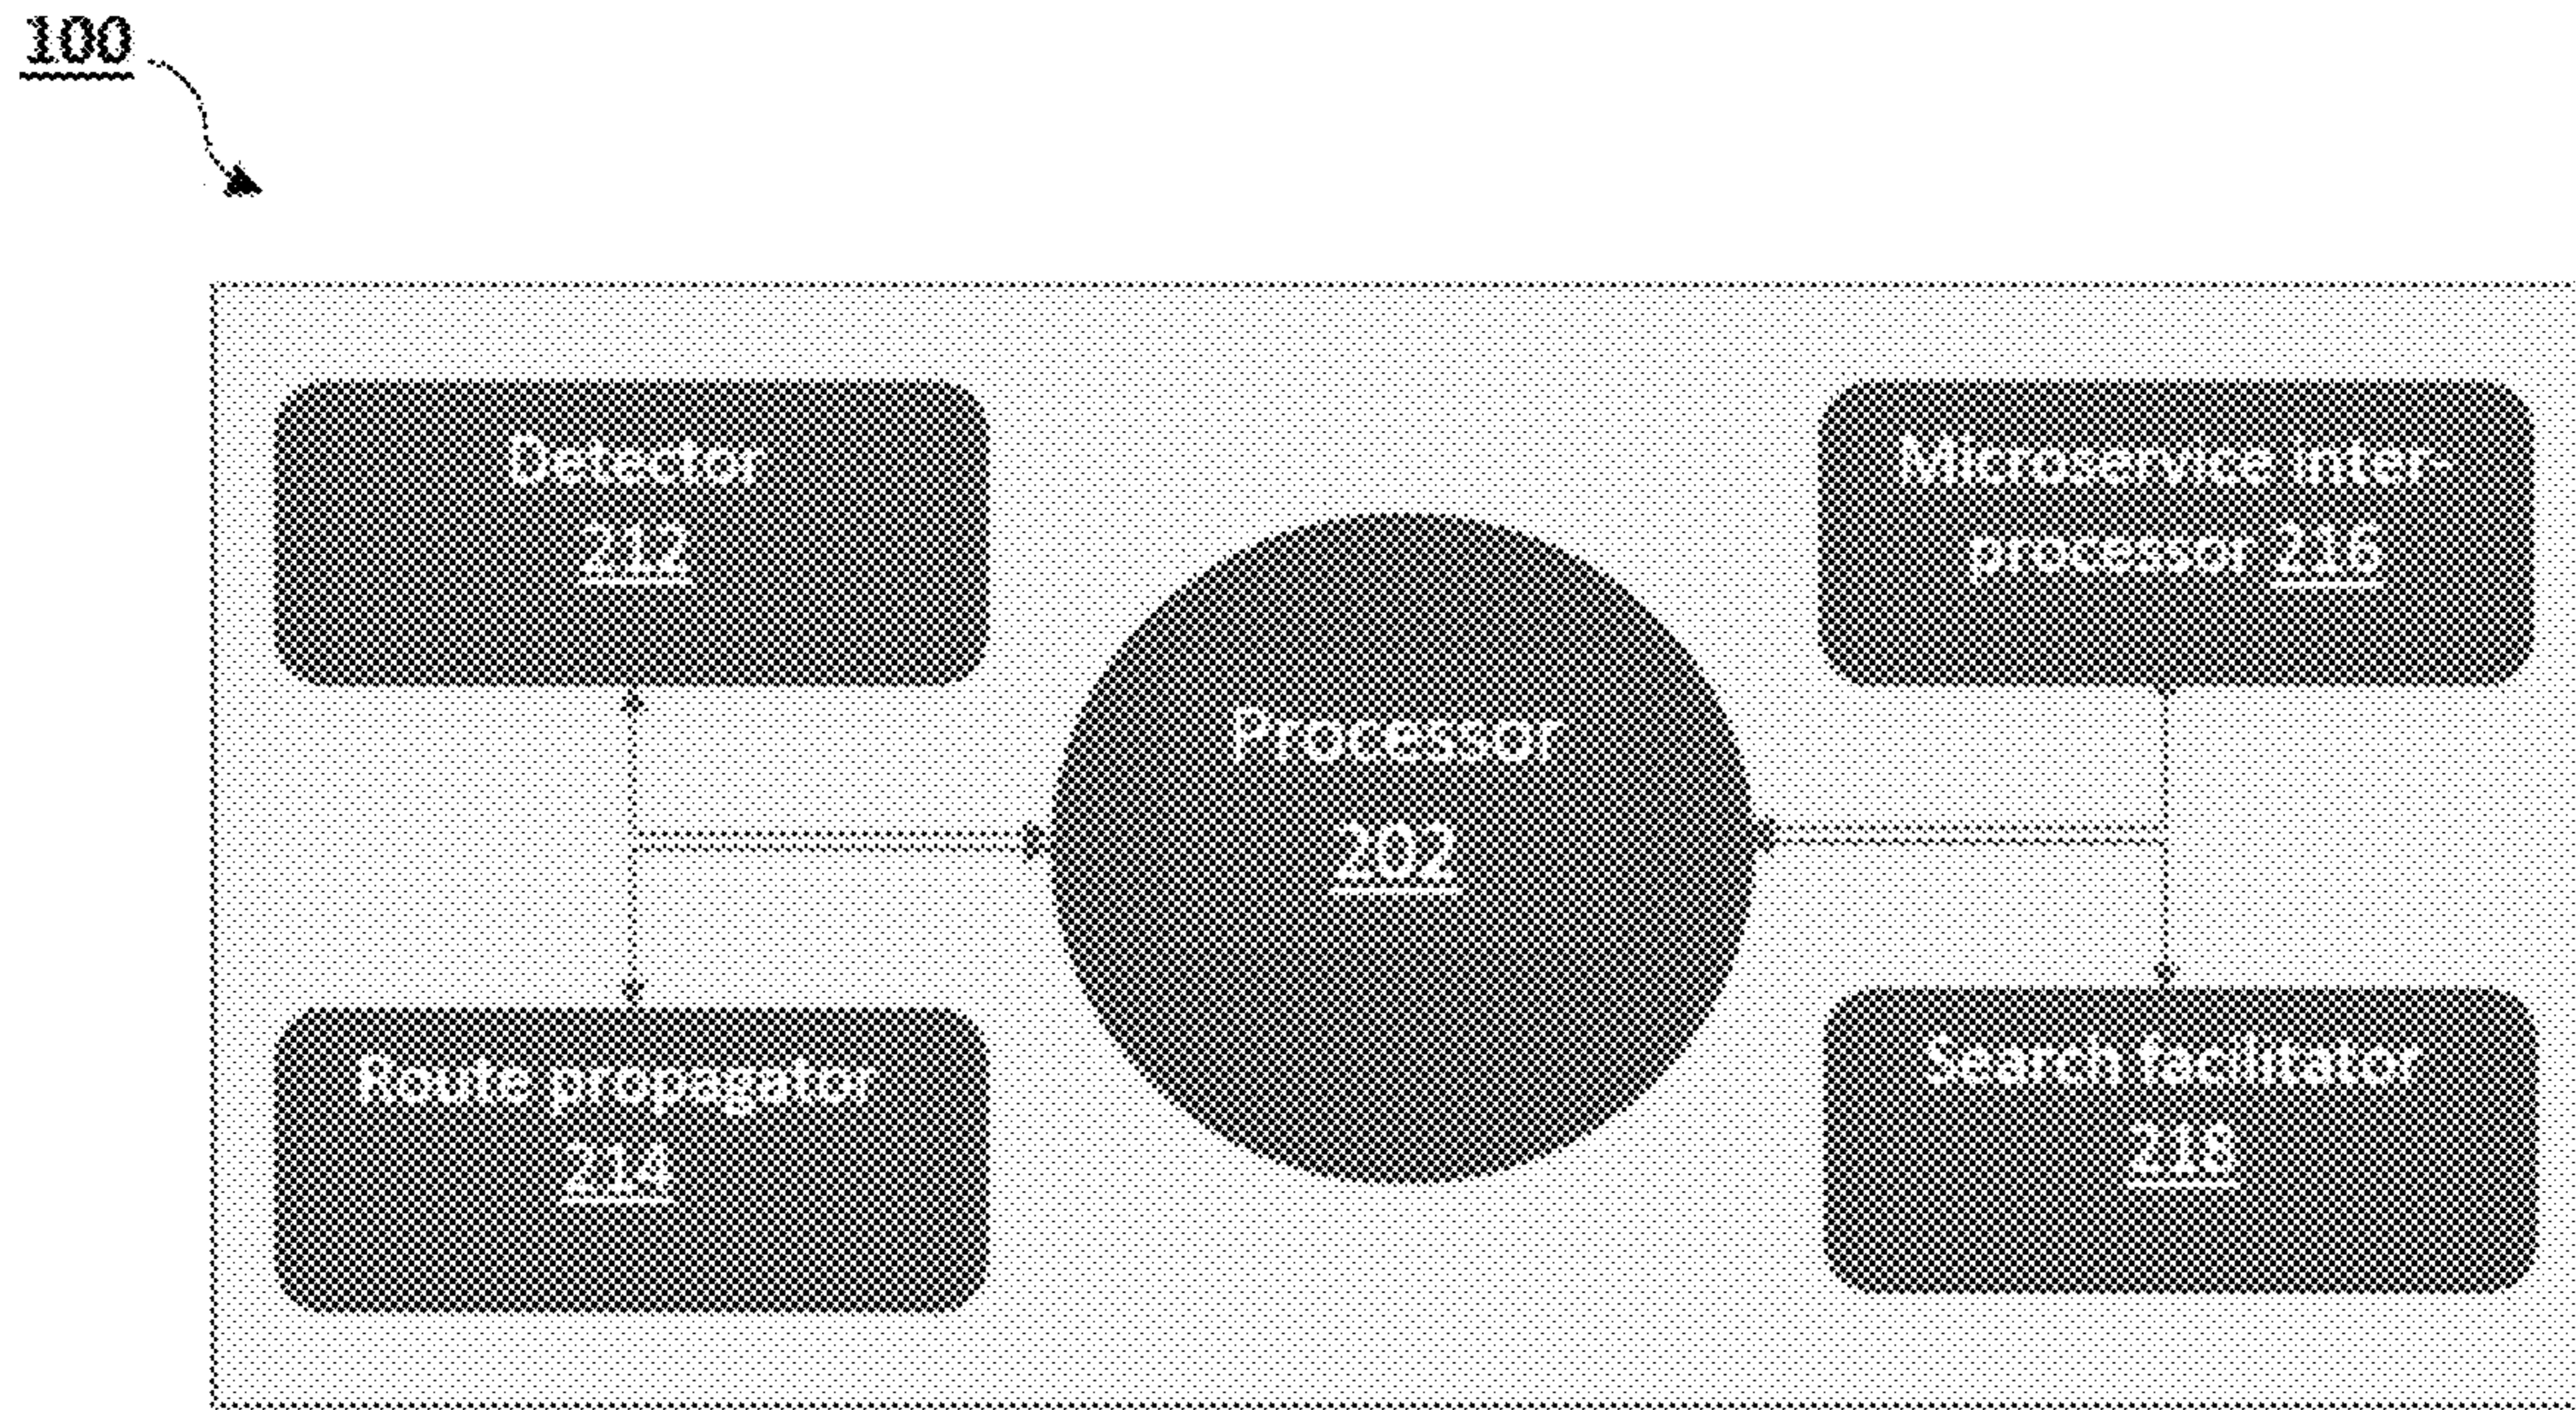 100
Detector
212
Microservice inter-
processor 216
Processor
202
Route propagator
214
Search facilitator
218